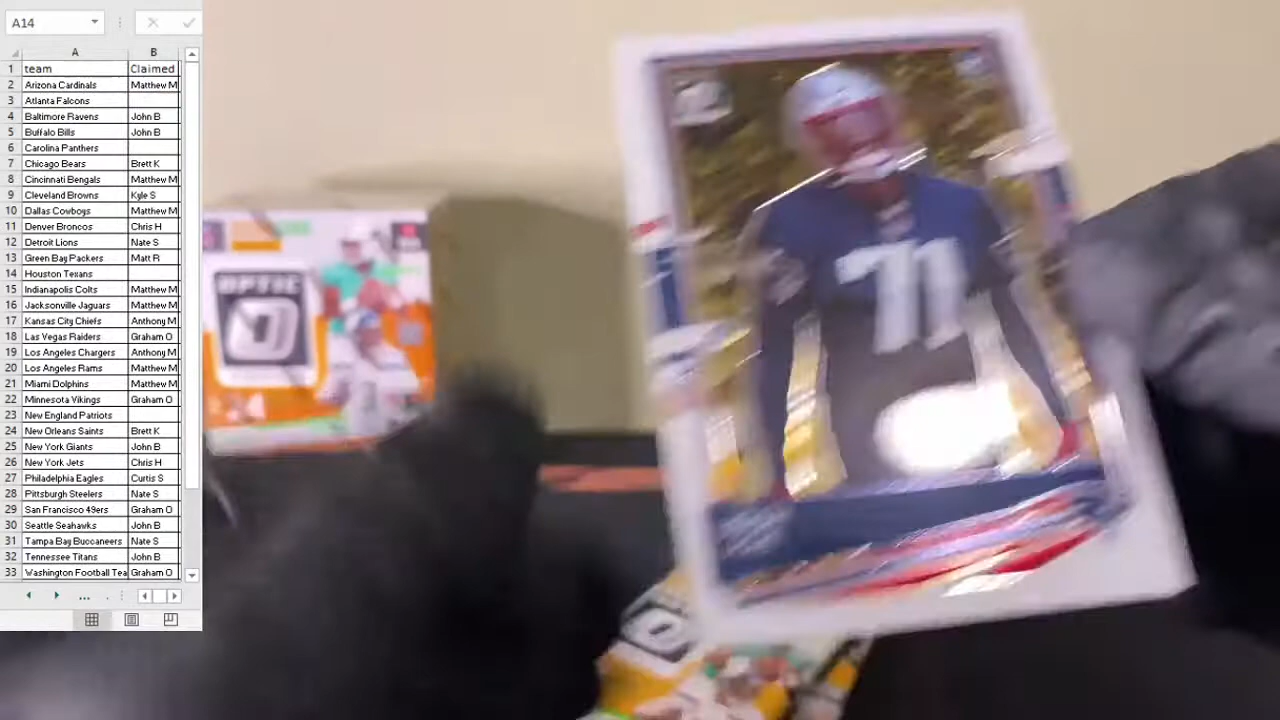 A14
A B
1 team Claimed
2 Arizona Cardinals Matthew M
3 Atlanta Falcons
4 Baltimore Ravens John B
5 Buffalo Bills John B
6 Carolina Panthers
7 Chicago Bears Brett K
8 Cincinnati Bengals Matthew M
9 Cleveland Browns Kyle S
10 Dallas Cowboys Matthew M
11 Denver Broncos Chris H
12 Detroit Lions Nate S
13 Green Bay Packers Matt R
14 Houston Texans
15 Indianapolis Colts Matthew M
16 Jacksonville Jaguars Matthew M
17 Kansas City Chiefs Anthony M
18 Las Vegas Raiders Graham O
19 Los Angeles Chargers Anthony M
20 Los Angeles Rams Matthew M
21 Miami Dolphins Matthew M
22 Minnesota Vikings Graham O
23 New England Patriots
24 New Orleans Saints Brett K
25 New York Giants John B
26 New York Jets Chris H
27 Philadelphia Eagles Curtis S
28 Pittsburgh Steelers Nate S
29 San Francisco 49ers Graham O
30 Seattle Seahawks John B
31 Tampa Bay Buccaneers Nate S
32 Tennessee Titans John B
33 Washington Football Tea Graham O
OPTIC
71